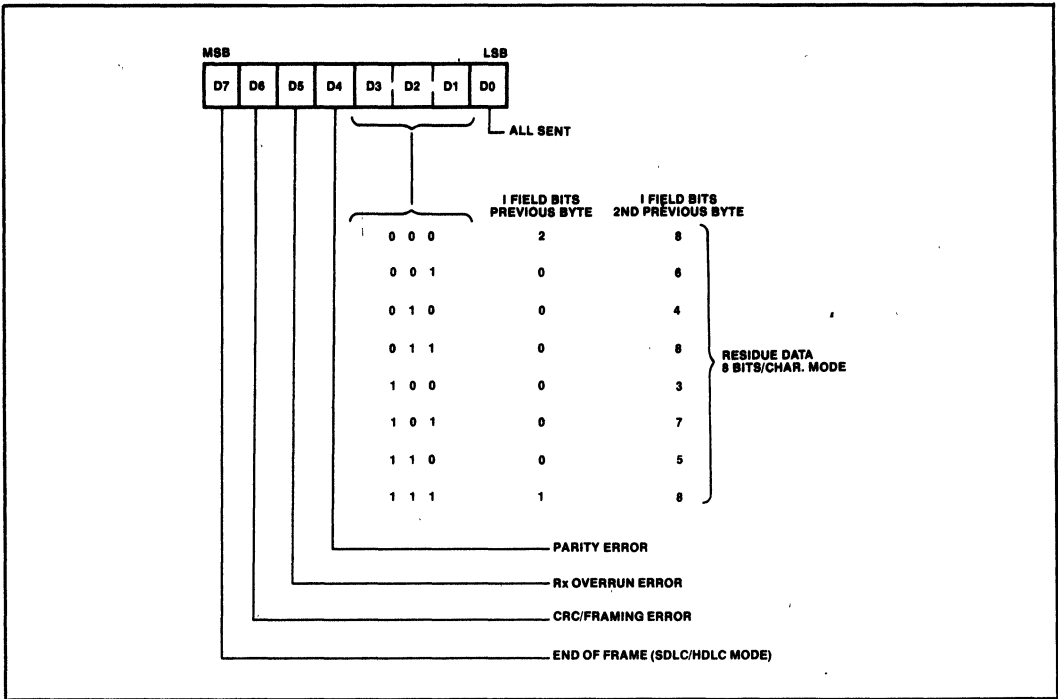 MSB LSB
D7 D6 D5 D4 D3 D2 D1 D0
ALL SENT
I FIELD BITS PREVIOUS BYTE
I FIELD BITS 2ND PREVIOUS BYTE
0 0 0 2 8
0 0 1 0 6
0 1 0 0 4
0 1 1 0 8
1 0 0 0 3
1 0 1 0 7
1 1 0 0 5
1 1 1 1 8
RESIDUE DATA
8 BITS/CHAR. MODE
PARITY ERROR
Rx OVERRUN ERROR
CRC/FRAMING ERROR
END OF FRAME (SDLC/HDLC MODE)